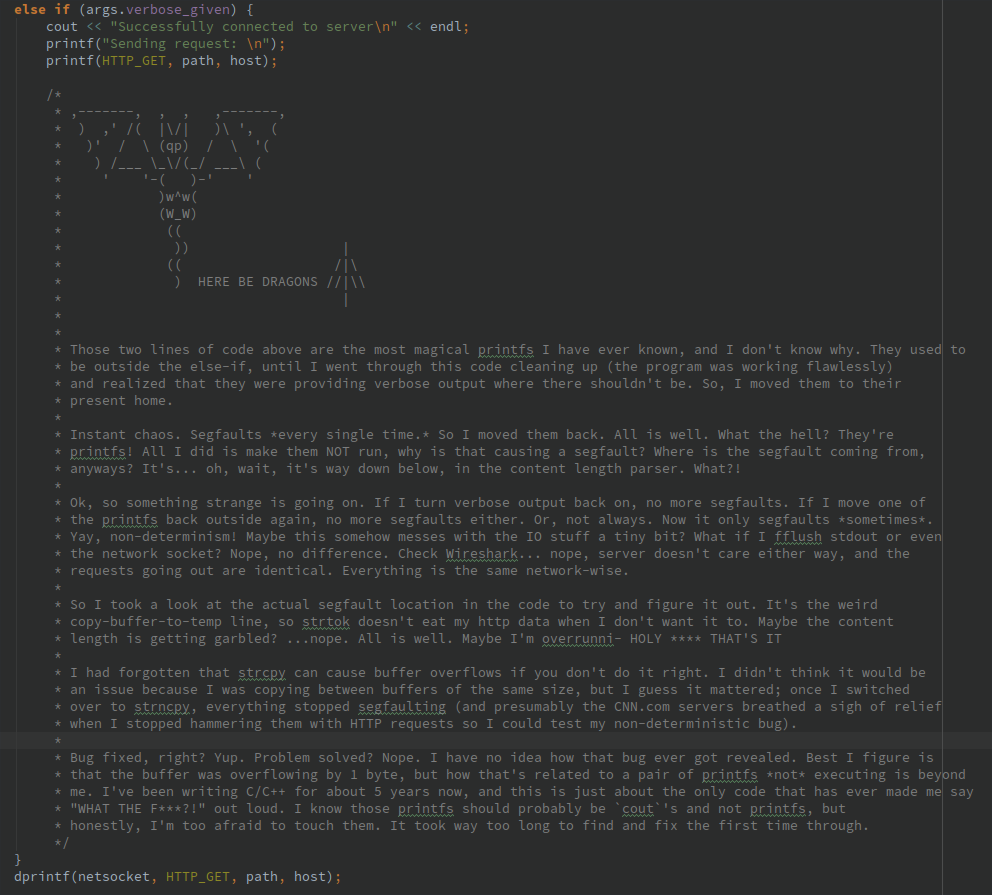 else if (args.verbose_given) {
    cout << "Successfully connected to server\n" << endl;
    printf("Sending request: \n");
    printf(HTTP_GET, path, host);

    /*
     * ,-------,  ,  ,   ,-------,
     *  )  ,' /(  |\/|   )\ ',  (
     *   )'  /  \ (qp)  /  \  '(
     *    ) /___ \_\/(_/ ___\ (
     *     '    '-(   )-'    '
     *            )w^w(
     *            (W_W)
     *             ((
     *              ))                   |
     *             ((                   /|\
     *              )  HERE BE DRAGONS //|\\
     *                                   |
     *
     *
     * Those two lines of code above are the most magical printfs I have ever known, and I don't know why. They used to
     * be outside the else-if, until I went through this code cleaning up (the program was working flawlessly)
     * and realized that they were providing verbose output where there shouldn't be. So, I moved them to their
     * present home.
     *
     * Instant chaos. Segfaults *every single time.* So I moved them back. All is well. What the hell? They're
     * printfs! All I did is make them NOT run, why is that causing a segfault? Where is the segfault coming from,
     * anyways? It's... oh, wait, it's way down below, in the content length parser. What?!
     *
     * Ok, so something strange is going on. If I turn verbose output back on, no more segfaults. If I move one of
     * the printfs back outside again, no more segfaults either. Or, not always. Now it only segfaults *sometimes*.
     * Yay, non-determinism! Maybe this somehow messes with the IO stuff a tiny bit? What if I fflush stdout or even
     * the network socket? Nope, no difference. Check Wireshark... nope, server doesn't care either way, and the
     * requests going out are identical. Everything is the same network-wise.
     *
     * So I took a look at the actual segfault location in the code to try and figure it out. It's the weird
     * copy-buffer-to-temp line, so strtok doesn't eat my http data when I don't want it to. Maybe the content
     * length is getting garbled? ...nope. All is well. Maybe I'm overrunni- HOLY **** THAT'S IT
     *
     * I had forgotten that strcpy can cause buffer overflows if you don't do it right. I didn't think it would be
     * an issue because I was copying between buffers of the same size, but I guess it mattered; once I switched
     * over to strncpy, everything stopped segfaulting (and presumably the CNN.com servers breathed a sigh of relief
     * when I stopped hammering them with HTTP requests so I could test my non-deterministic bug).
     *
     * Bug fixed, right? Yup. Problem solved? Nope. I have no idea how that bug ever got revealed. Best I figure is
     * that the buffer was overflowing by 1 byte, but how that's related to a pair of printfs *not* executing is beyond
     * me. I've been writing C/C++ for about 5 years now, and this is just about the only code that has ever made me say
     * "WHAT THE F***?!" out loud. I know those printfs should probably be `cout`'s and not printfs, but
     * honestly, I'm too afraid to touch them. It took way too long to find and fix the first time through.
     */
}
dprintf(netsocket, HTTP_GET, path, host);